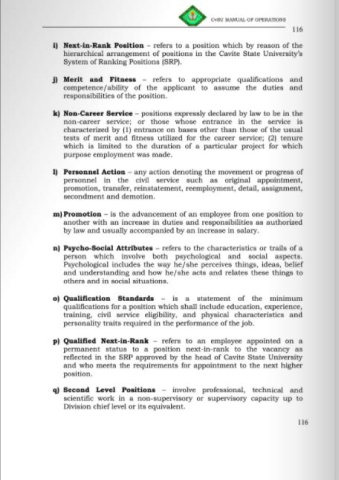 CvSU MANUAL OF OPERATIONS
116
i) Next-in-Rank Position – refers to a position which by reason of the
hierarchical arrangement of positions in the Cavite State University's
System of Ranking Positions (SRP).
j) Merit and Fitness – refers to appropriate qualifications and
competence/ability of the applicant to assume the duties and
responsibilities of the position.
k) Non-Career Service – positions expressly declared by law to be in the
non-career service; or those whose entrance in the service is
characterized by (1) entrance on bases other than those of the usual
tests of merit and fitness utilized for the career service; (2) tenure
which is limited to the duration of a particular project for which
purpose employment was made.
l) Personnel Action – any action denoting the movement or progress of
personnel in the civil service such as original appointment,
promotion, transfer, reinstatement, reemployment, detail, assignment,
secondment and demotion.
m) Promotion – is the advancement of an employee from one position to
another with an increase in duties and responsibilities as authorized
by law and usually accompanied by an increase in salary.
n) Psycho-Social Attributes – refers to the characteristics or traits of a
person which involve both psychological and social aspects.
Psychological includes the way he/she perceives things, ideas, belief
and understanding and how he/she acts and relates these things to
others and in social situations.
o) Qualification Standards – is a statement of the minimum
qualifications for a position which shall include education, experience,
training, civil service eligibility, and physical characteristics and
personality traits required in the performance of the job.
p) Qualified Next-in-Rank – refers to an employee appointed on a
permanent status to a position next-in-rank to the vacancy as
reflected in the SRP approved by the head of Cavite State University
and who meets the requirements for appointment to the next higher
position.
q) Second Level Positions – involve professional, technical and
scientific work in a non-supervisory or supervisory capacity up to
Division chief level or its equivalent.
116